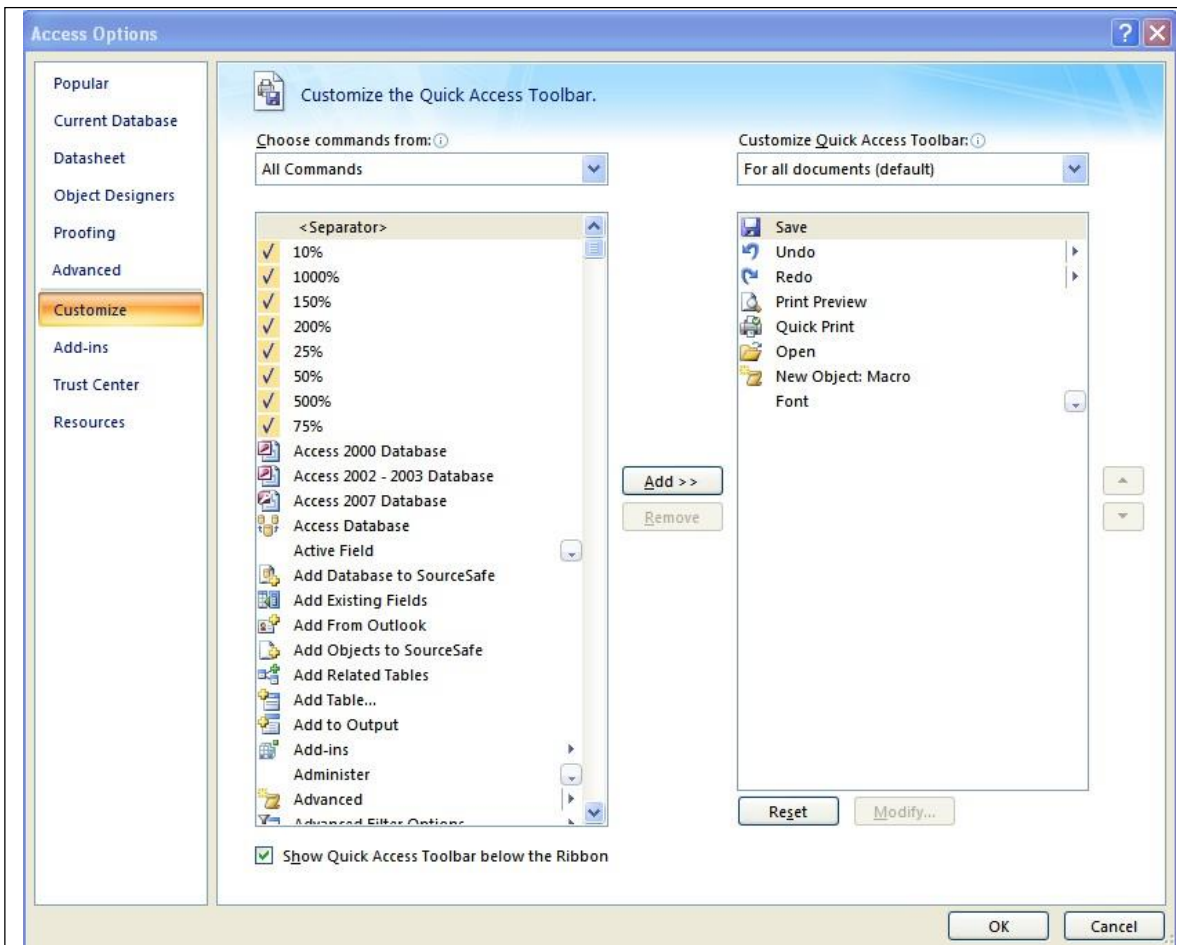 Access Options
Popular
Current Database
Datasheet
Object Designers
Proofing
Advanced
Customize
Add-ins
Trust Center
Resources
Customize the Quick Access Toolbar.
Choose commands from:
All Commands
<Separator>
10%
1000%
150%
200%
25%
50%
500%
75%
Access 2000 Database
Access 2002 - 2003 Database
Access 2007 Database
Access Database
Active Field
Add Database to SourceSafe
Add Existing Fields
Add From Outlook
Add Objects to SourceSafe
Add Related Tables
Add Table...
Add to Output
Add-ins
Administer
Advanced
Advanced Filter Options
Show Quick Access Toolbar below the Ribbon
Add >>
Remove
Customize Quick Access Toolbar:
For all documents (default)
Save
Undo
Redo
Print Preview
Quick Print
Open
New Object: Macro
Font
Reset
Modify...
OK
Cancel